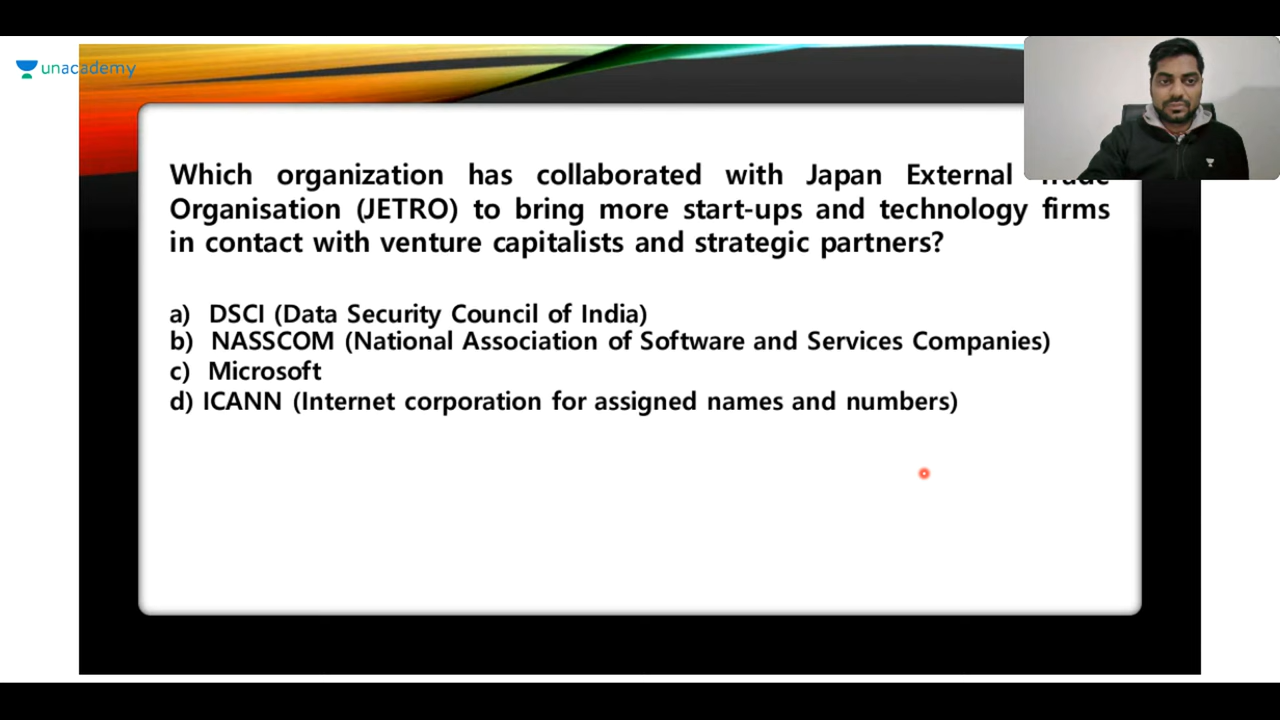 unacademy
Which organization has collaborated with Japan External Trade
Organisation (JETRO) to bring more start-ups and technology firms
in contact with venture capitalists and strategic partners?
a) DSCI (Data Security Council of India)
b) NASSCOM (National Association of Software and Services Companies)
c) Microsoft
d) ICANN (Internet corporation for assigned names and numbers)